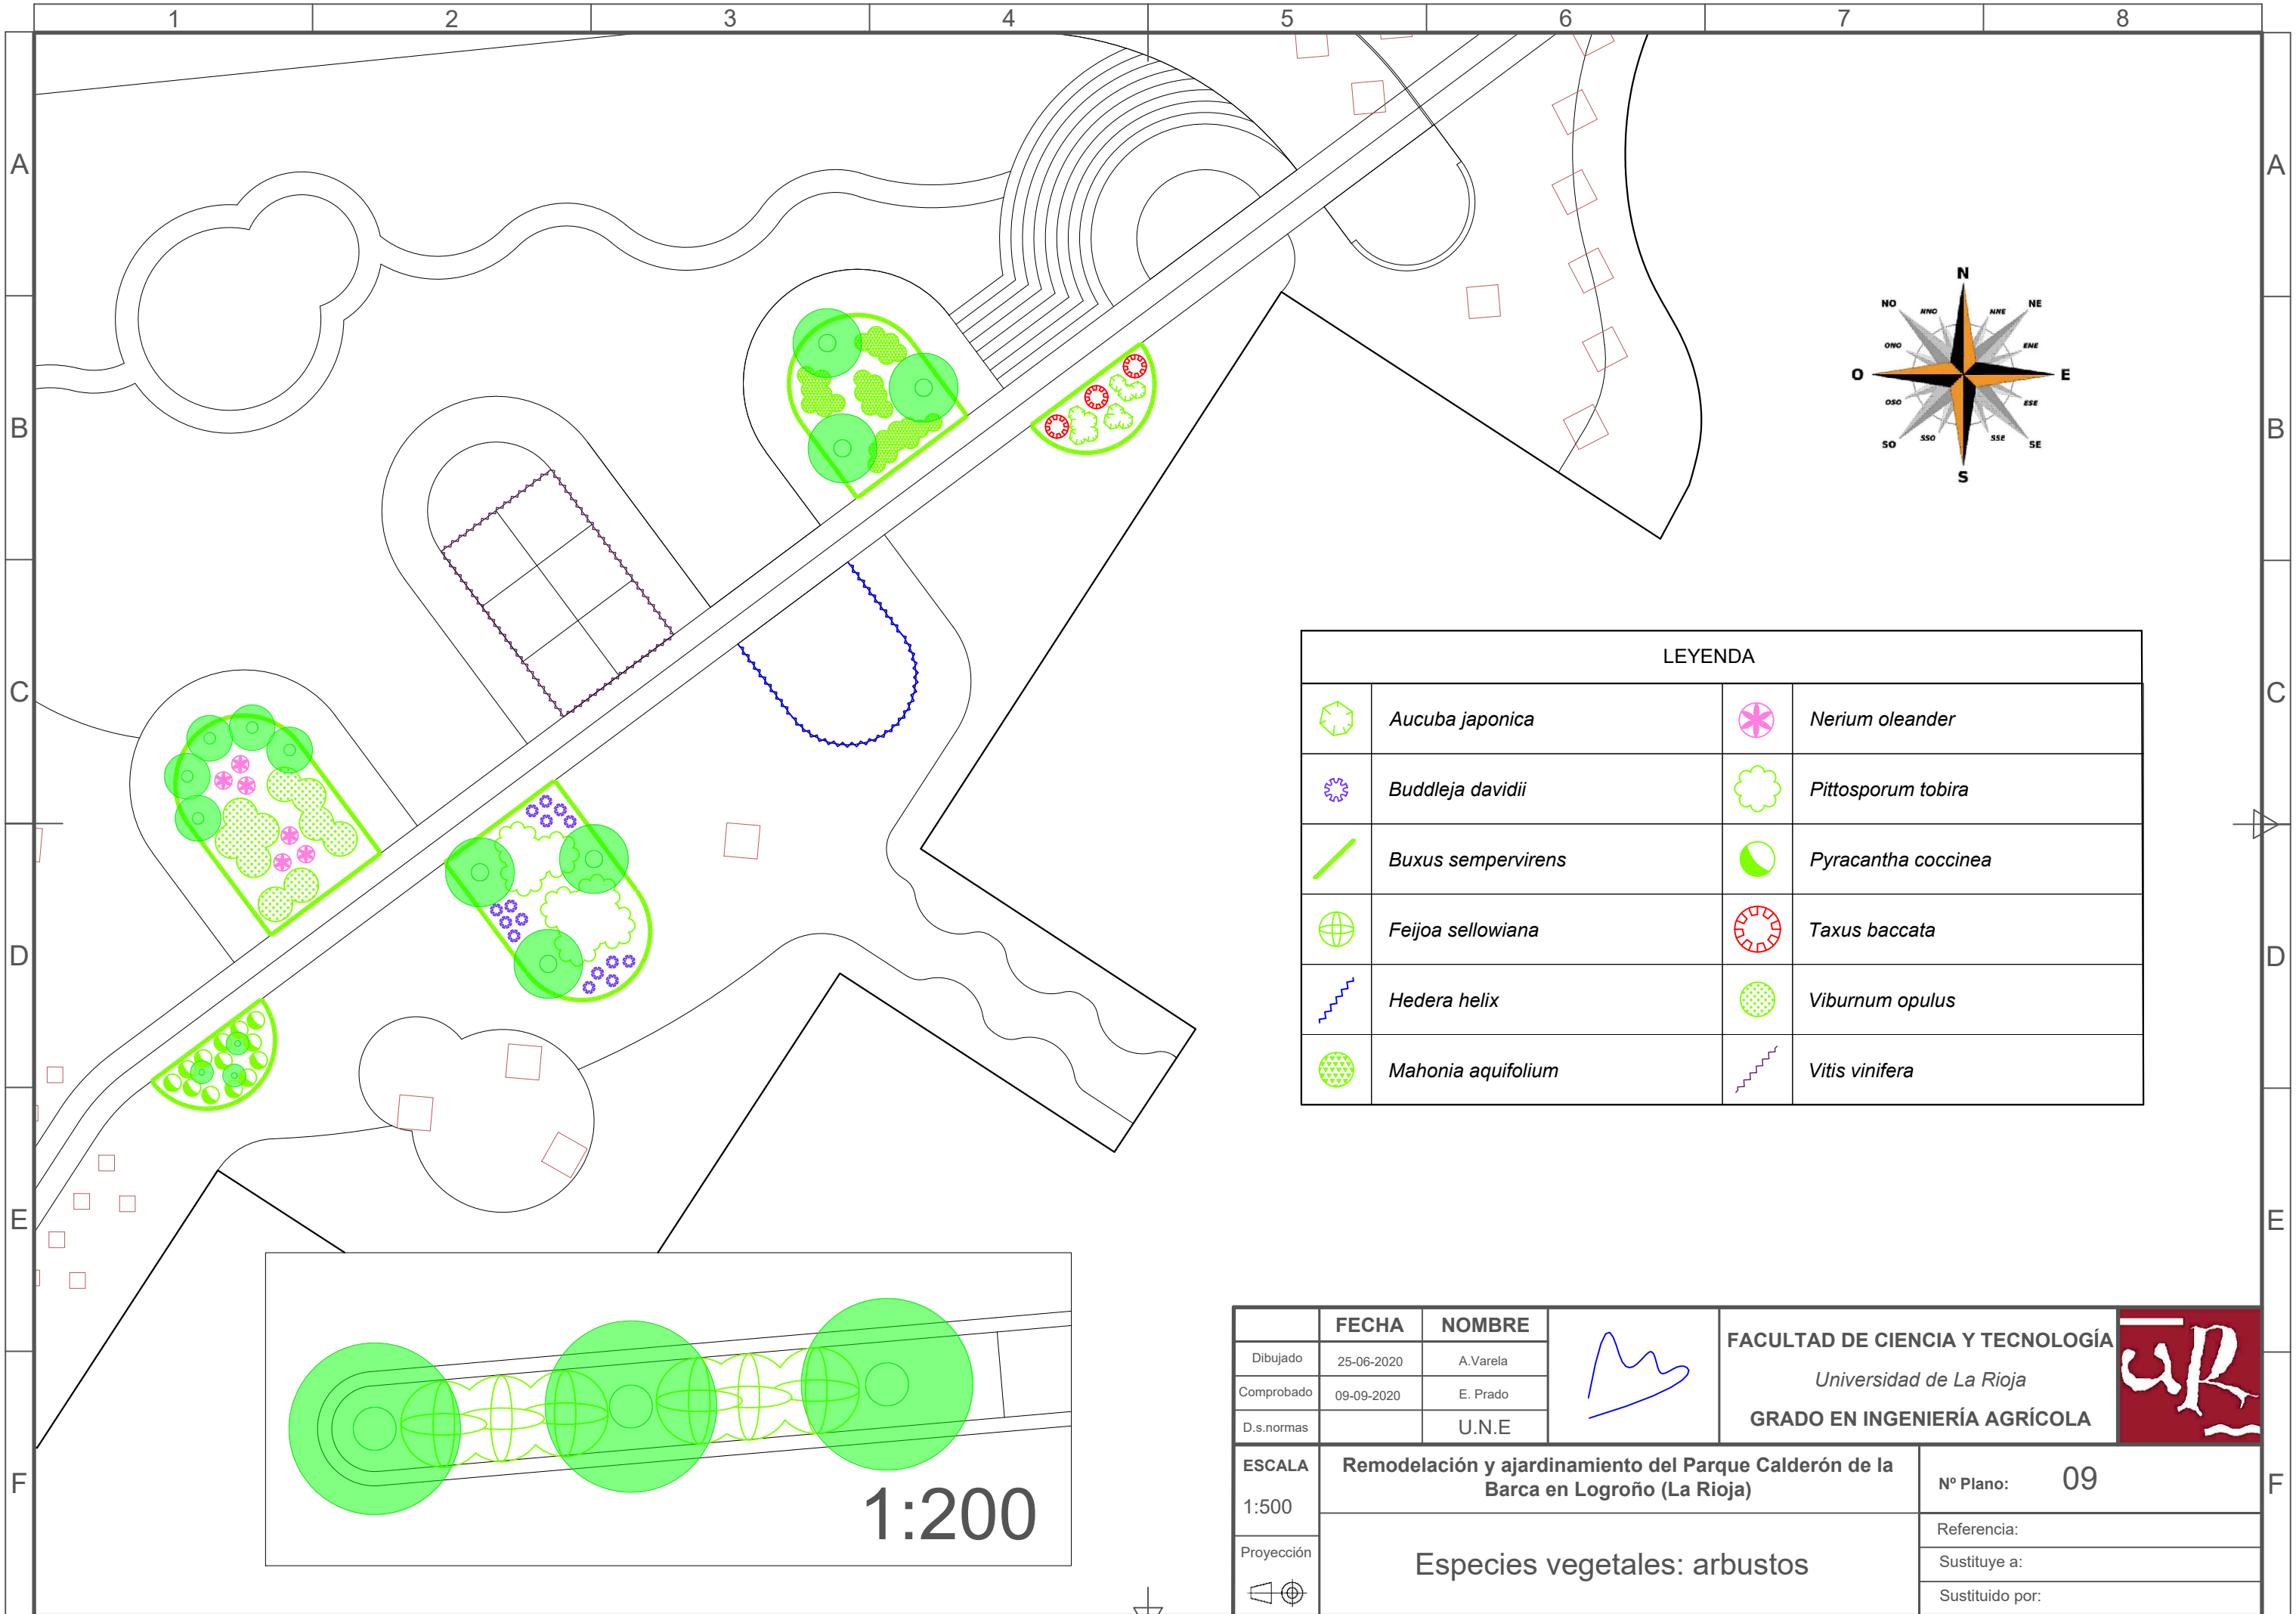 1 2 3 4 5 6 7 8
A A
B B
C C
D D
E E
F F
N
NNO NNE
NO NE
ONO ENE
O E
OSO ESE
SO SE
SSO SSE
S
LEYENDA
Aucuba japonica Nerium oleander
Buddleja davidii Pittosporum tobira
Buxus sempervirens Pyracantha coccinea
Feijoa sellowiana Taxus baccata
Hedera helix Viburnum opulus
Mahonia aquifolium Vitis vinifera
1:200
FECHA NOMBRE
Dibujado 25-06-2020 A.Varela
Comprobado 09-09-2020 E. Prado
D.s.normas U.N.E
FACULTAD DE CIENCIA Y TECNOLOGÍA
Universidad de La Rioja
GRADO EN INGENIERÍA AGRÍCOLA
uR
ESCALA
1:500
Proyección
Remodelación y ajardinamiento del Parque Calderón de la
Barca en Logroño (La Rioja)
Especies vegetales: arbustos
Nº Plano: 09
Referencia:
Sustituye a:
Sustituido por: